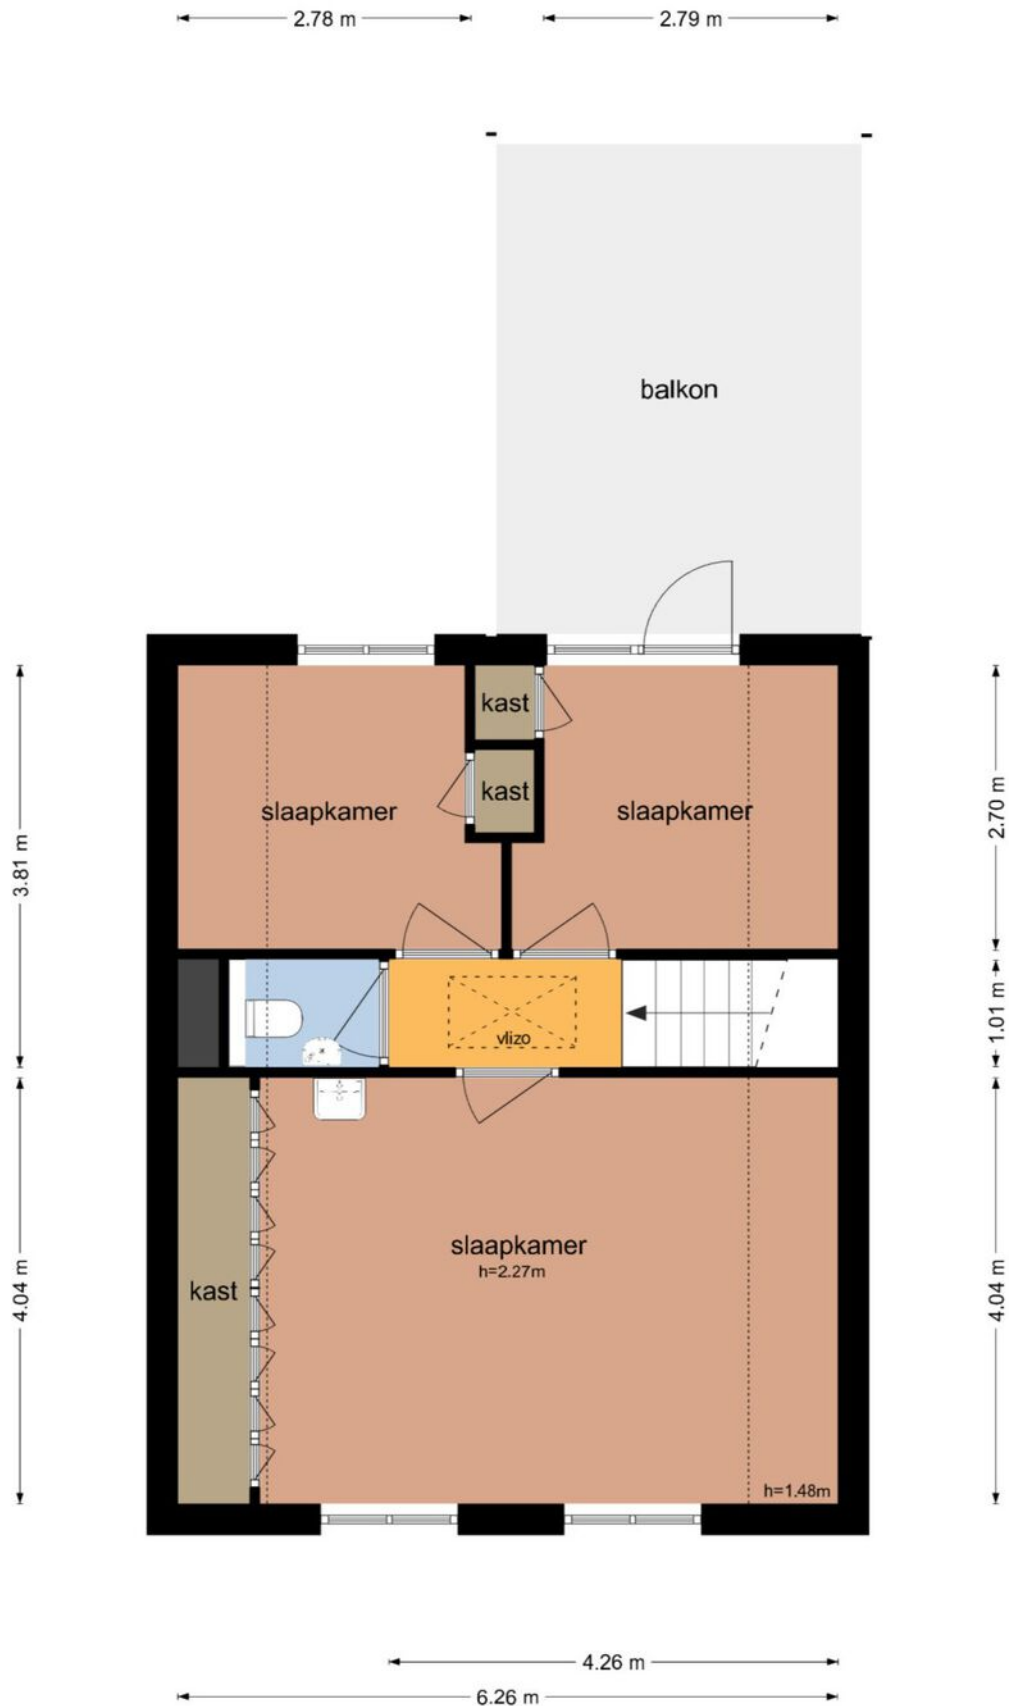 2.78 m
2.79 m
balkon
kast
kast
slaapkamer
slaapkamer
2.70 m
3.81 m
1.01 m
vlizo
slaapkamer
h=2.27m
kast
4.04 m
4.04 m
h=1.48m
4.26 m
6.26 m